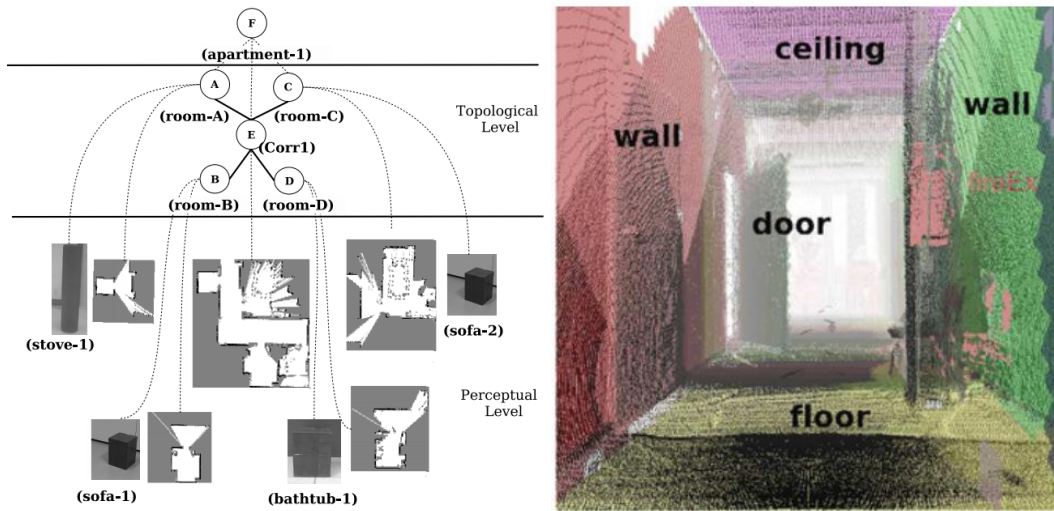 F
(apartment-1)
A
C
Topological
Level
(room-A)
(room-C)
E
(Corr1)
B
D
(room-B)
(room-D)
(stove-1)
(sofa-2)
Perceptual
Level
(sofa-1)
(bathtub-1)
ceiling
wall
wall
fireEx
door
floor